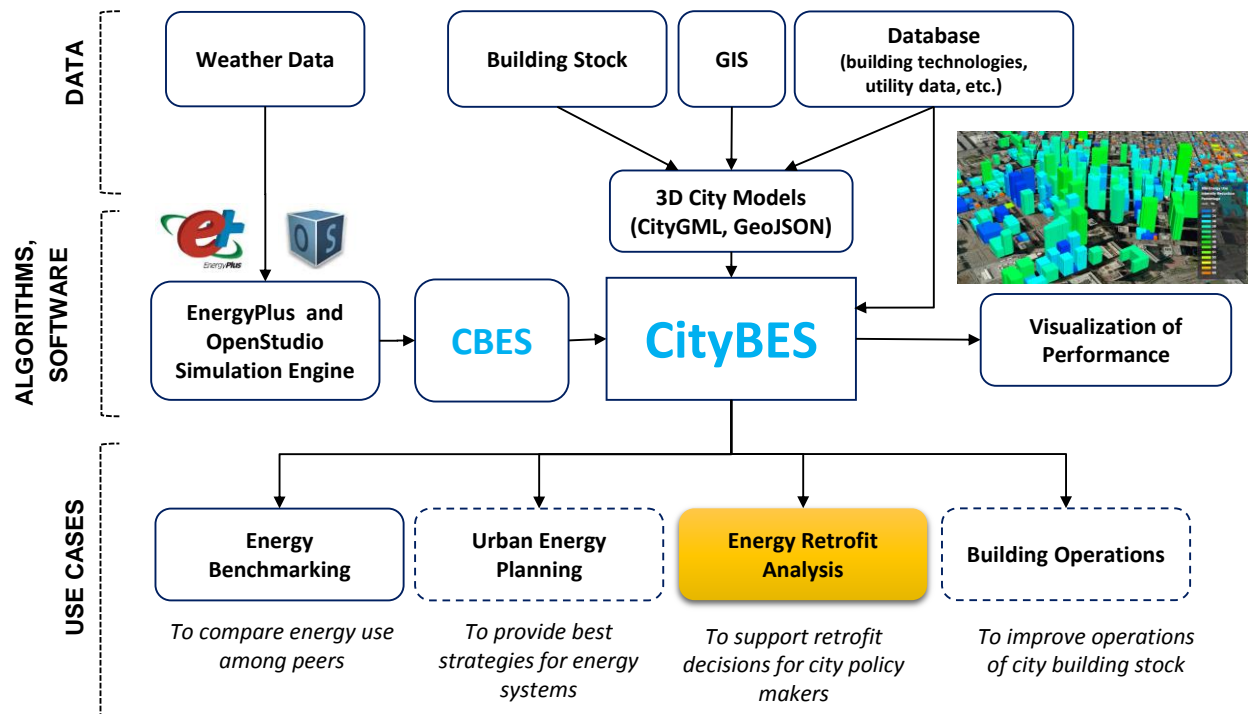 DATA
Weather Data
Building Stock
GIS
Database
(building technologies,
utility data, etc.)
3D City Models
(CityGML, GeoJSON)
ALGORITHMS,
SOFTWARE
e+
EnergyPlus
O S
EnergyPlus and
OpenStudio
Simulation Engine
CBES
CityBES
Visualization of
Performance
USE CASES
Energy
Benchmarking
Urban Energy
Planning
Energy Retrofit
Analysis
Building Operations
To compare energy use
among peers
To provide best
strategies for energy
systems
To support retrofit
decisions for city policy
makers
To improve operations
of city building stock